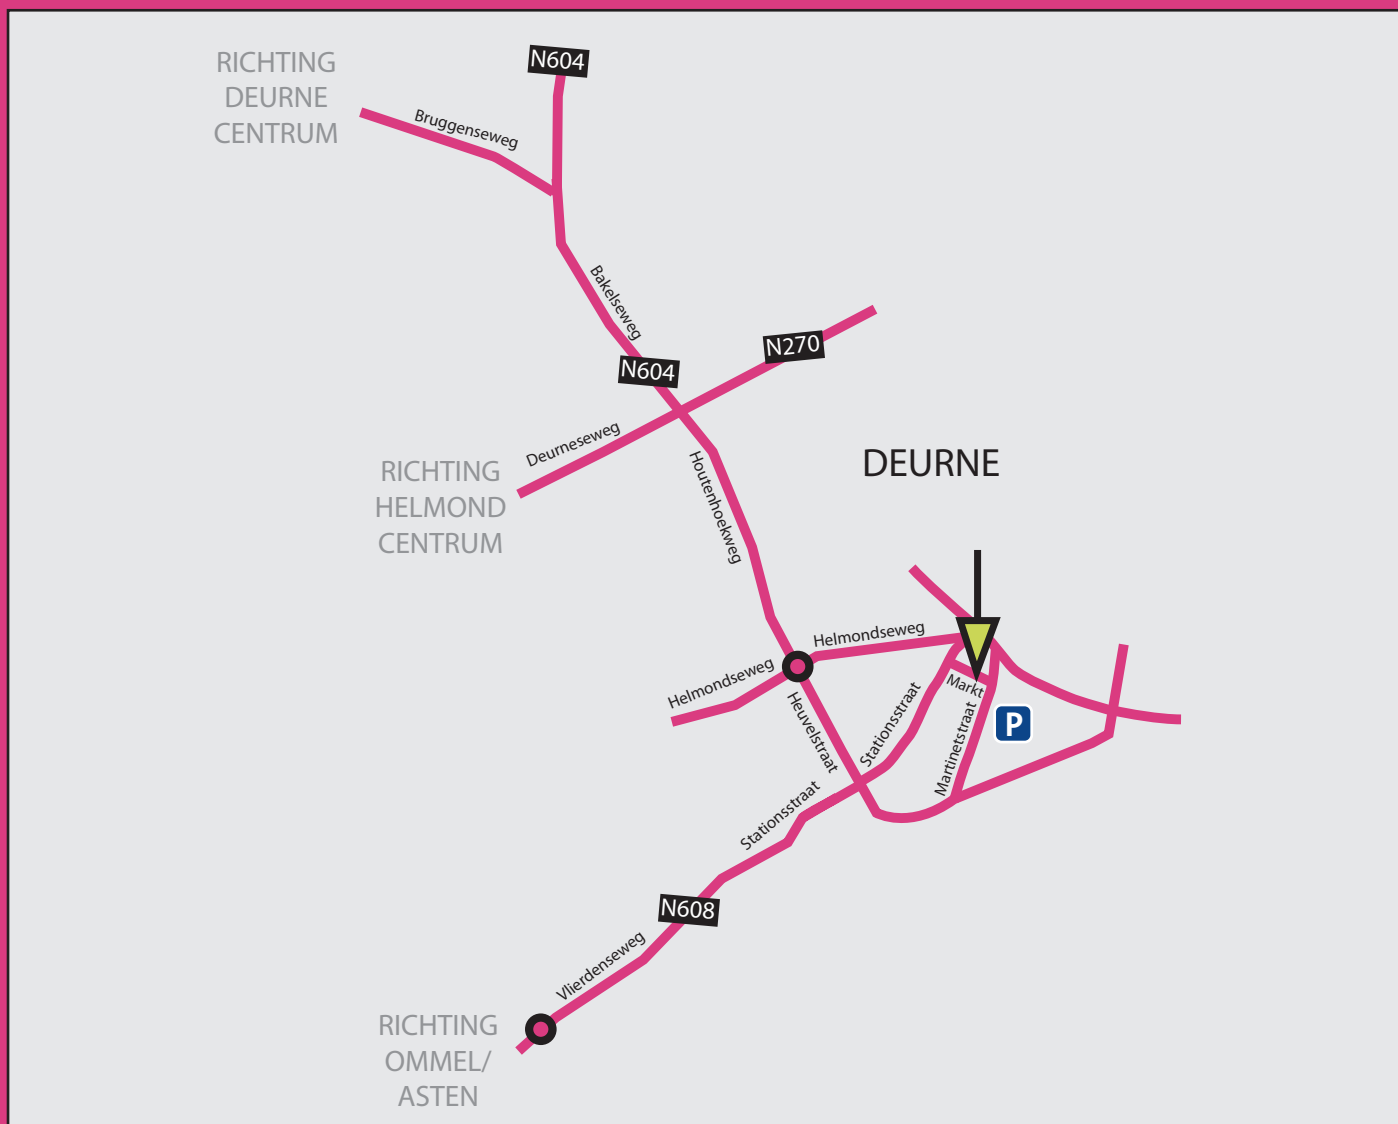 N604
RICHTING
DEURNE
CENTRUM
Bruggenseweg
Bakelseweg
N270
N604
Deurneseweg
RICHTING
HELMOND
CENTRUM
DEURNE
Houtenhoekweg
Helmondseweg
Helmondseweg
Markt
Stationsstraat
P
Heuvelstraat
Martinetstraat
Stationsstraat
N608
Vlierdenseweg
RICHTING
OMMEL/
ASTEN